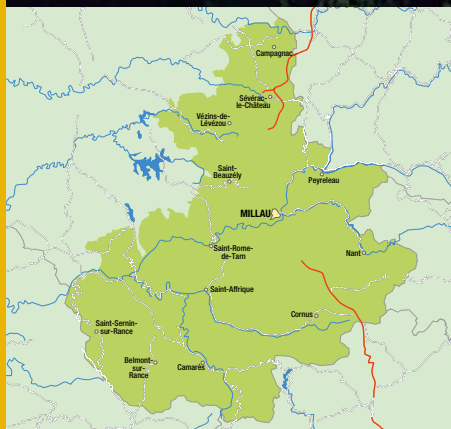 Campagnac
Sévérac-
le-Château
Vézins-de-
Lévézou
Saint-
Beauzély
Peyreleau
MILLAU
Saint-Rome-
de-Tarn
Nant
Saint-Affrique
Cornus
Saint-Sernin-
sur-Rance
Belmont-
sur-
Rance
Camarès